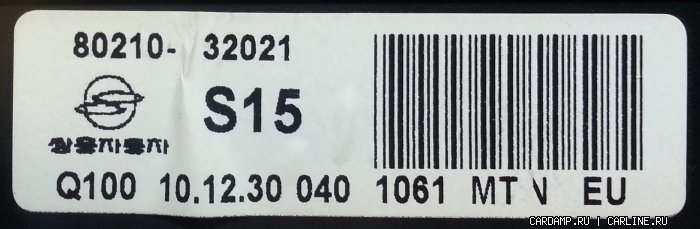 80210- 32021
S15
쌍용자동차
Q100 10.12.30 040 1061 MT EU
CARDAMP.RU | CARLINE.RU